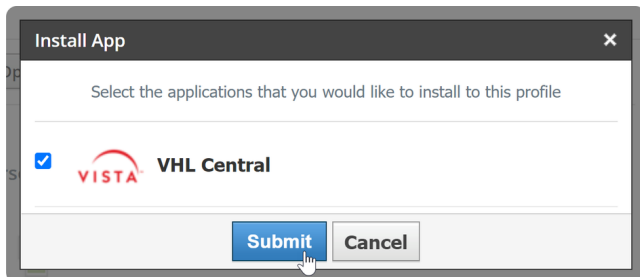 Install App ×
Select the applications that you would like to install to this profile
VISTA VHL Central
Submit Cancel